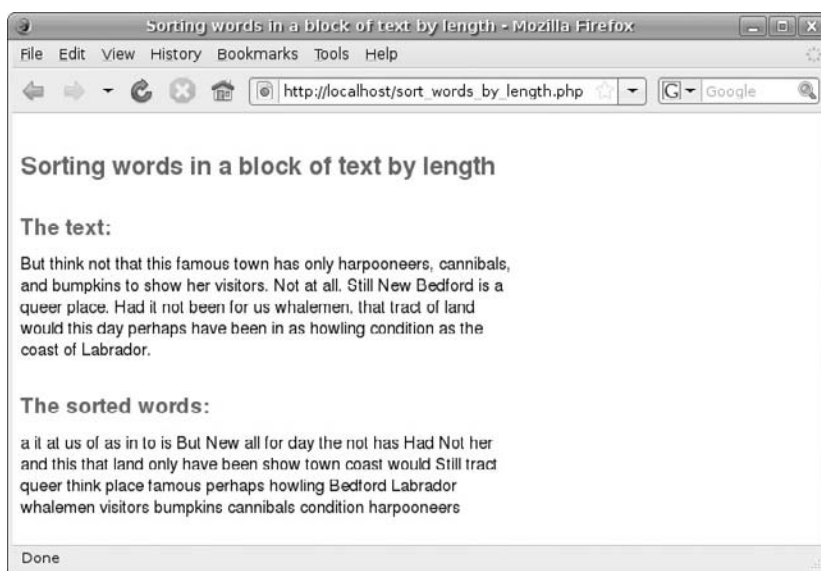 Sorting words in a block of text by length - Mozilla Firefox
File Edit View History Bookmarks Tools Help
http://localhost/sort_words_by_length.php G Google
Sorting words in a block of text by length
The text:
But think not that this famous town has only harpooneers, cannibals,
and bumpkins to show her visitors. Not at all. Still New Bedford is a
queer place. Had it not been for us whalemen, that tract of land
would this day perhaps have been in as howling condition as the
coast of Labrador.
The sorted words:
a it at us of as in to is But New all for day the not has Had Not her
and this that land only have been show town coast would Still tract
queer think place famous perhaps howling Bedford Labrador
whalemen visitors bumpkins cannibals condition harpooneers
Done